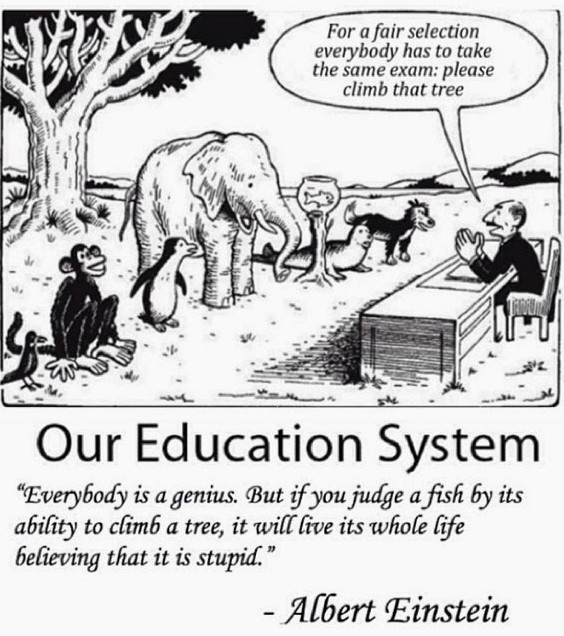 For a fair selection
everybody has to take
the same exam: please
climb that tree
Our Education System
“Everybody is a genius. But if you judge a fish by its
ability to climb a tree, it will live its whole life
believing that it is stupid.”
- Albert Einstein